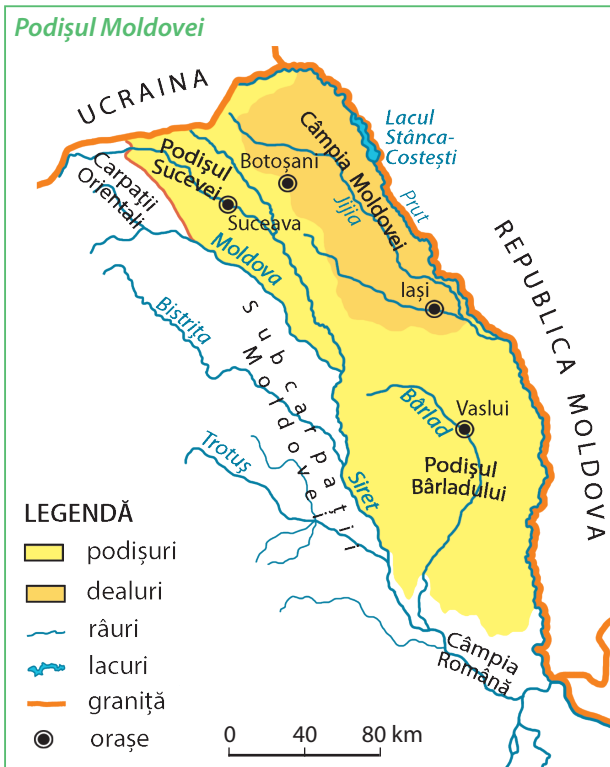 Podișul Moldovei
UCRAINA
Lacul
Stânca-
Costești
Câmpia Moldovei
Podișul
Sucevei
Botoșani
Carpații
Orientali
Suceava
Jijia
Prut
Moldova
REPUBLICA MOLDOVA
Iași
Bistrița
Subcarpații
Moldovei
Bârlad
Vaslui
Trotuș
Siret
Podișul
Bârladului
LEGENDĂ
podișuri
dealuri
râuri
lacuri
graniță
orașe
Câmpia
Română
0 40 80 km